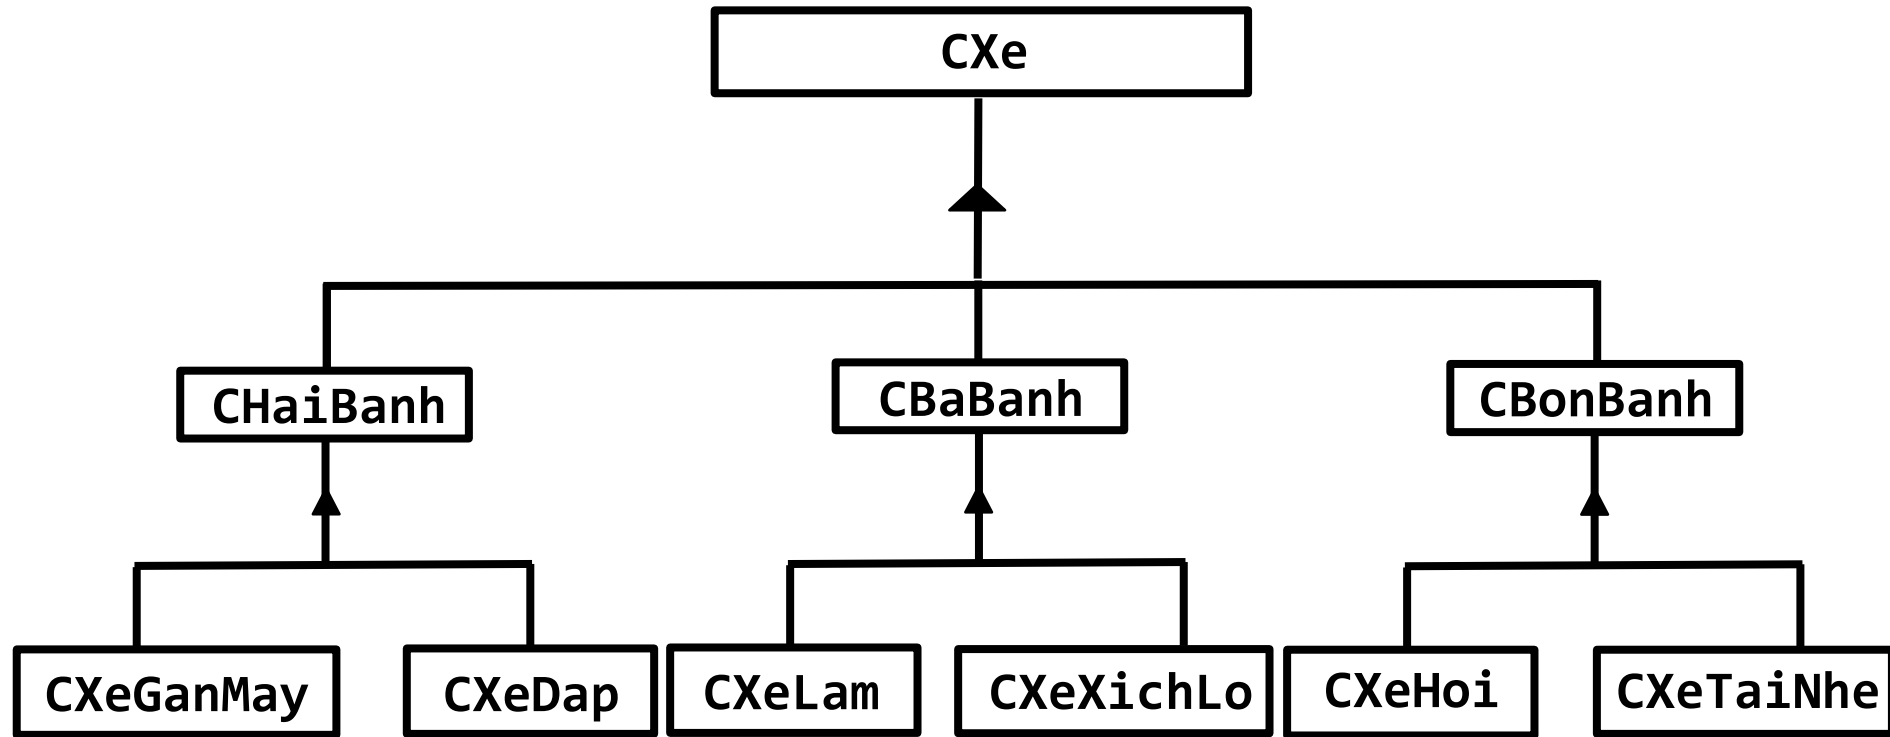 CXe
CHaiBanh
CBaBanh
CBonBanh
CXeGanMay
CXeDap
CXeLam
CXeXichLo
CXeHoi
CXeTaiNhe